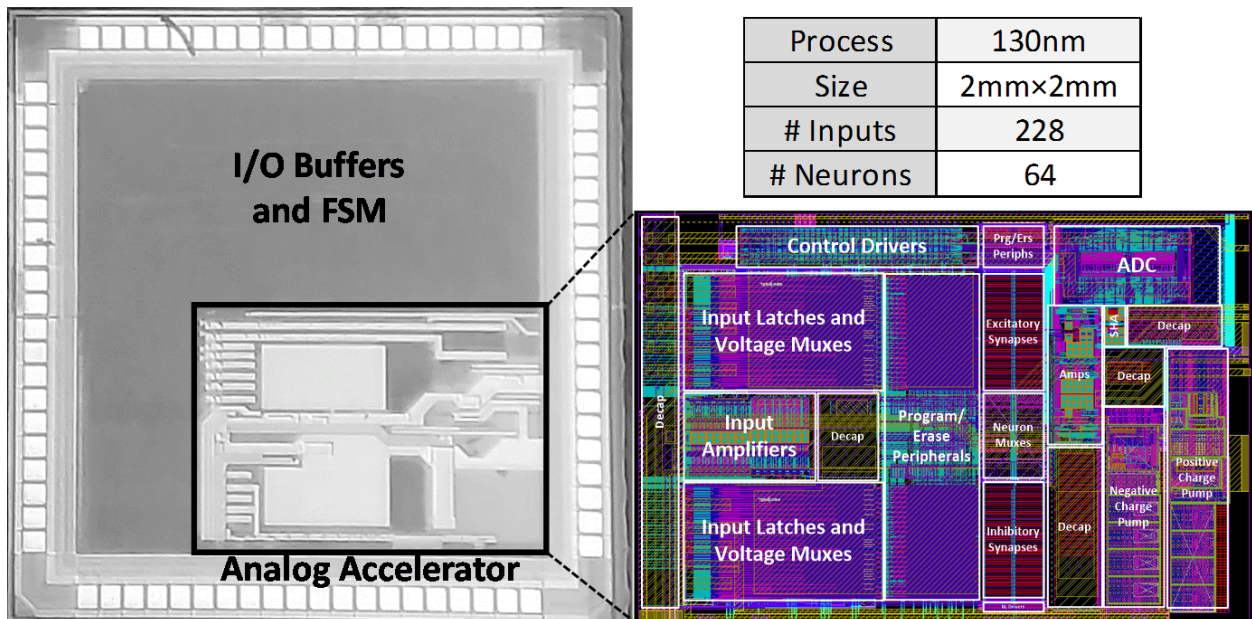 I/O Buffers
and FSM
Analog Accelerator
Process 130nm
Size 2mm×2mm
# Inputs 228
# Neurons 64
Control Drivers
Prg/Ers
Periphs
ADC
Input Latches and
Voltage Muxes
Excitatory
Synapses
SHA
Decap
Amps
Decap
Decap
Input
Amplifiers
Decap
Program/
Erase
Peripherals
Neuron
Muxes
Positive
Charge
Pump
Negative
Charge
Pump
Input Latches and
Voltage Muxes
Inhibitory
Synapses
Decap
BL Drivers